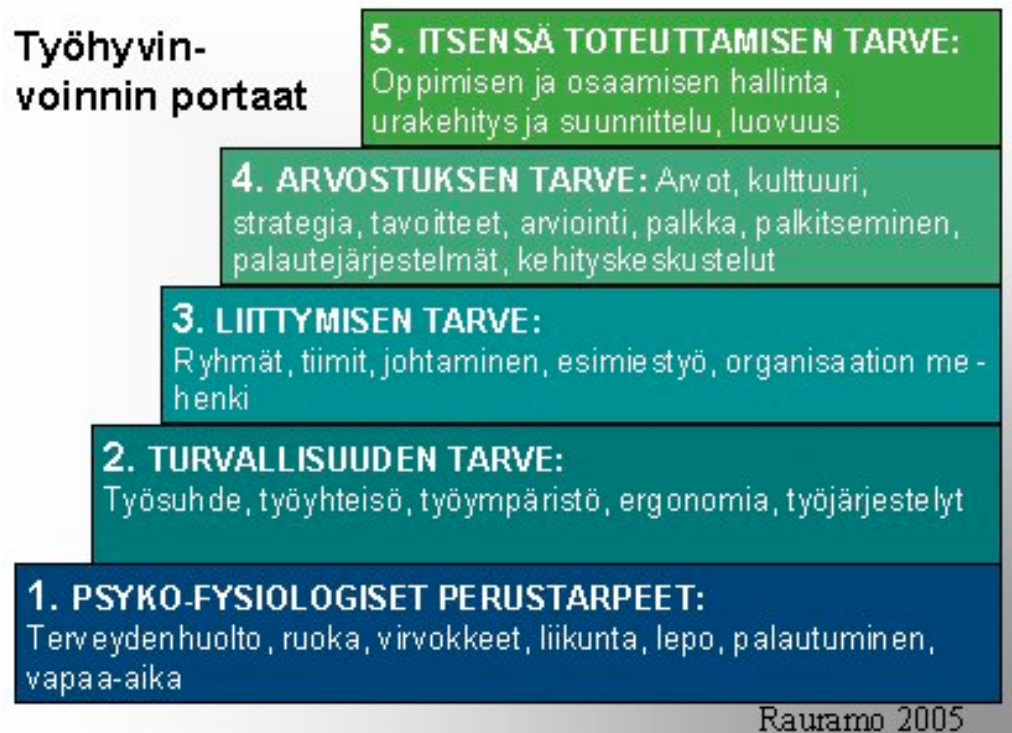 Työhyvin-
voinnin portaat
5. ITSENSÄ TOTEUTTAMISEN TARVE:
Oppimisen ja osaamisen hallinta,
urakehitys ja suunnittelu, luovuus
4. ARVOSTUKSEN TARVE: Arvot, kulttuuri,
strategia, tavoitteet, arviointi, palkka, palkitseminen,
palautejärjestelmät, kehityskeskustelut
3. LIITTYMISEN TARVE:
Ryhmät, tiimit, johtaminen, esimiestyö, organisaation me-
henki
2. TURVALLISUUDEN TARVE:
Työsuhde, työyhteisö, työympäristö, ergonomia, työjärjestelyt
1. PSYKO-FYSIOLOGISET PERUSTARPEET:
Terveydenhuolto, ruoka, virvokkeet, liikunta, lepo, palautuminen,
vapaa-aika
Rauramo 2005